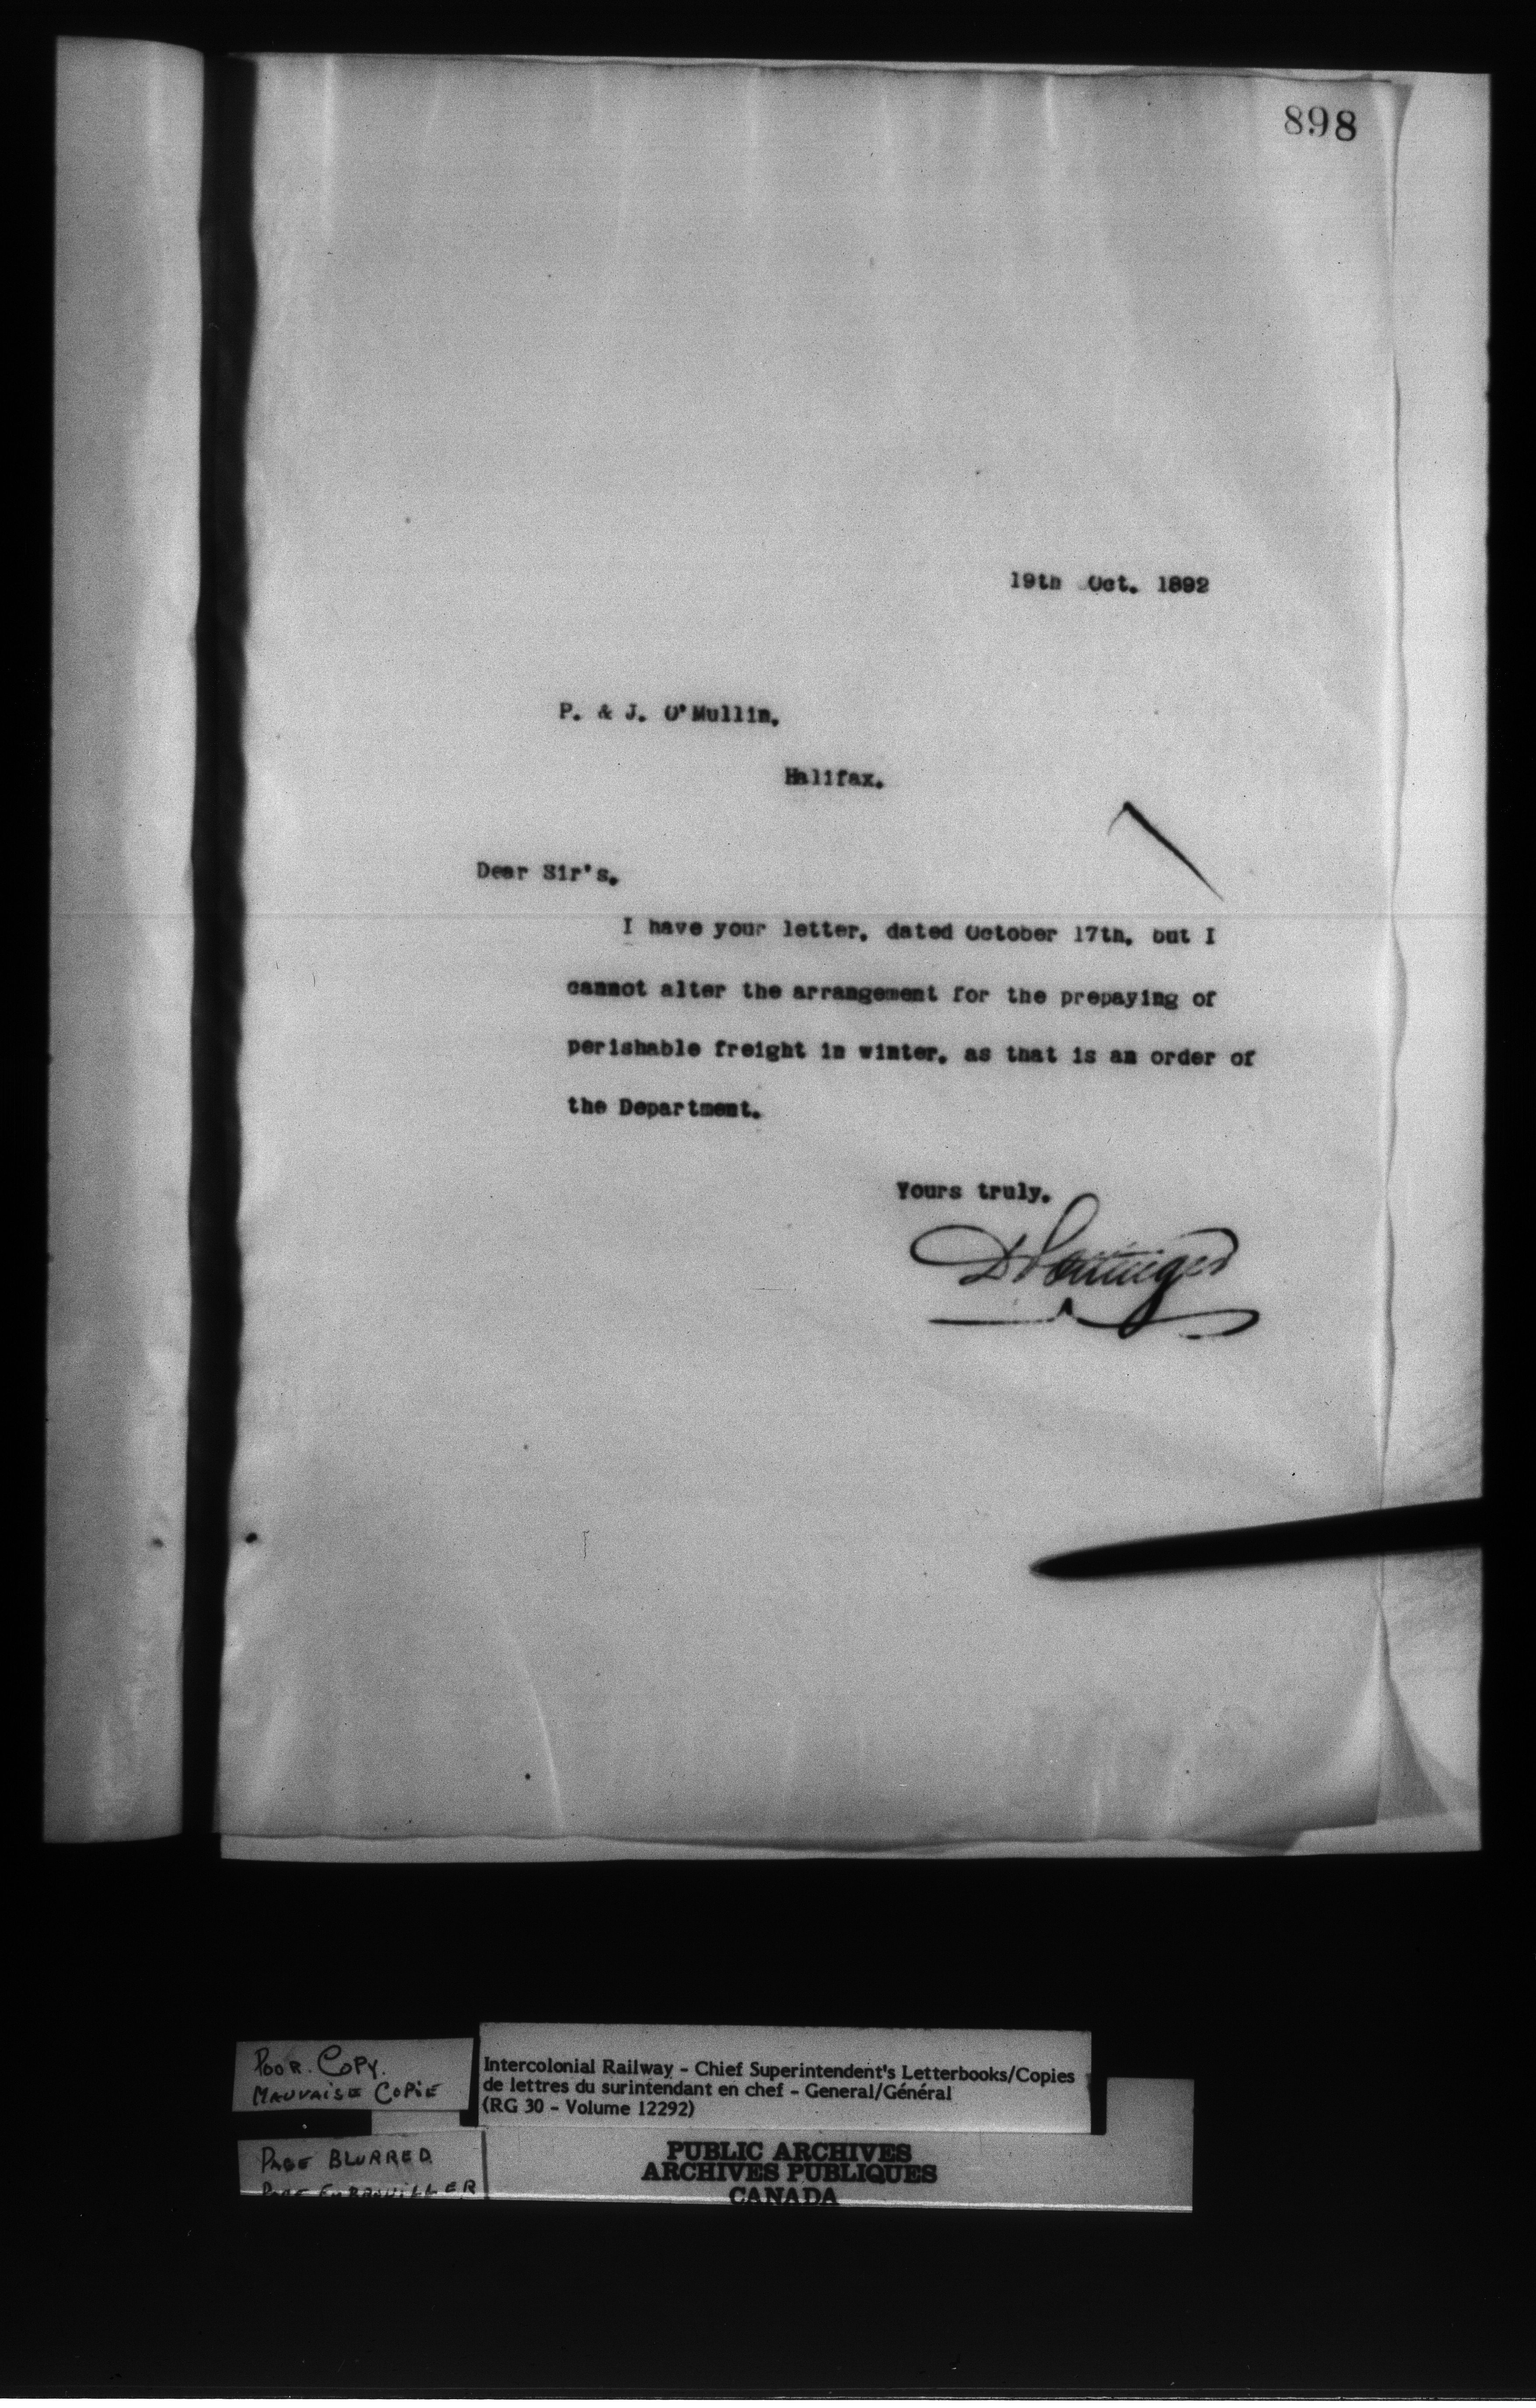 898
19th Oct. 1892
P. & J. O'Mullin,
Halifax.
Dear Sir's,
I have your letter, dated October 17th, but I
cannot alter the arrangement for the prepaying of
perishable freight in winter, as that is an order of
the Department.
Yours truly,
D Pottinger
POOR COPY.
MAUVAISE COPIE
Intercolonial Railway - Chief Superintendent's Letterbooks/Copies
de lettres du surintendant en chef - General/Général
(RG 30 - Volume 12292)
PAGE BLURRED
PAGE EMBROUILLER
PUBLIC ARCHIVES
ARCHIVES PUBLIQUES
CANADA